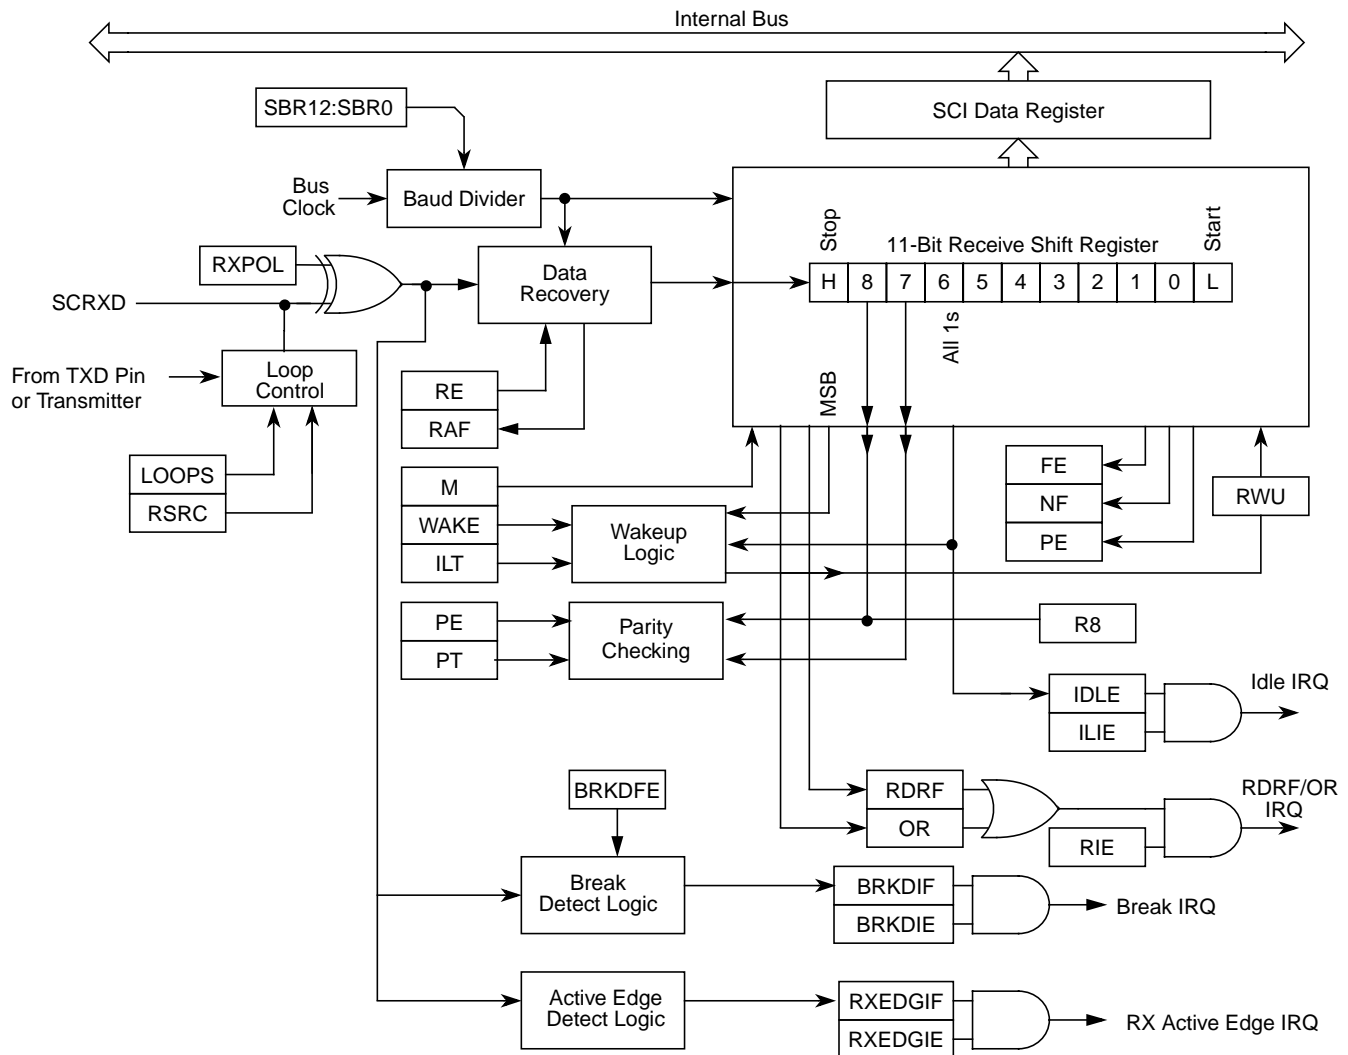 Internal Bus
SBR12:SBR0
SCI Data Register
Bus
Clock
Baud Divider
Stop
11-Bit Receive Shift Register
Start
RXPOL
Data
Recovery
H 8 7 6 5 4 3 2 1 0 L
SCRXD
All 1s
From TXD Pin
or Transmitter
Loop
Control
RE
RAF
MSB
LOOPS
RSRC
M
WAKE
ILT
Wakeup
Logic
FE
NF
PE
RWU
PE
PT
Parity
Checking
R8
IDLE
ILIE
Idle IRQ
BRKDFE
RDRF
OR
RIE
RDRF/OR
IRQ
Break
Detect Logic
BRKDIF
BRKDIE
Break IRQ
Active Edge
Detect Logic
RXEDGIF
RXEDGIE
RX Active Edge IRQ